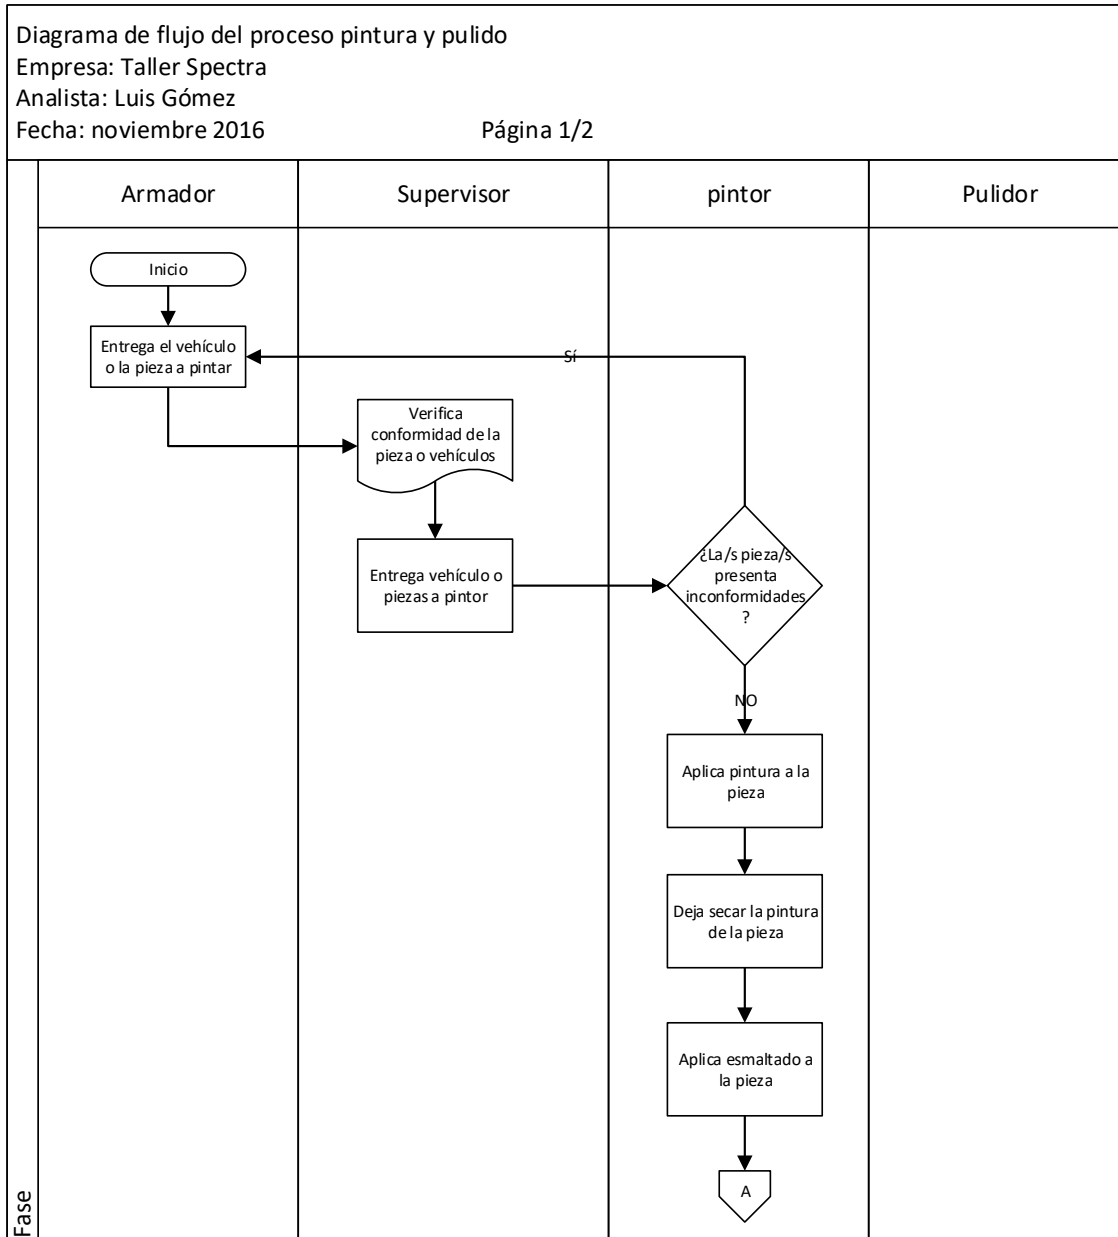 Diagrama de flujo del proceso pintura y pulido
Empresa: Taller Spectra
Analista: Luis Gómez
Fecha: noviembre 2016 Página 1/2
Armador Supervisor pintor Pulidor
Inicio
Entrega el vehículo
o la pieza a pintar
Sí
Verifica
conformidad de la
pieza o vehículos
Entrega vehículo o
piezas a pintor
¿La/s pieza/s
presenta
inconformidades
?
NO
Aplica pintura a la
pieza
Deja secar la pintura
de la pieza
Aplica esmaltado a
la pieza
A
Fase